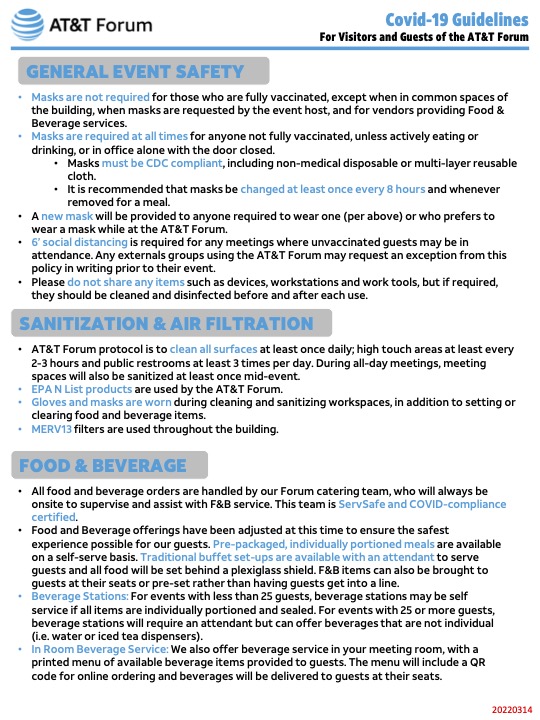 AT&T Forum
Covid-19 Guidelines
For Visitors and Guests of the AT&T Forum
GENERAL EVENT SAFETY
• Masks are not required for those who are fully vaccinated, except when in common spaces of
the building, when masks are requested by the event host, and for vendors providing Food &
Beverage services.
• Masks are required at all times for anyone not fully vaccinated, unless actively eating or
drinking, or in office alone with the door closed.
• Masks must be CDC compliant, including non-medical disposable or multi-layer reusable
cloth.
• It is recommended that masks be changed at least once every 8 hours and whenever
removed for a meal.
• A new mask will be provided to anyone required to wear one (per above) or who prefers to
wear a mask while at the AT&T Forum.
• 6' social distancing is required for any meetings where unvaccinated guests may be in
attendance. Any externals groups using the AT&T Forum may request an exception from this
policy in writing prior to their event.
• Please do not share any items such as devices, workstations and work tools, but if required,
they should be cleaned and disinfected before and after each use.
SANITIZATION & AIR FILTRATION
• AT&T Forum protocol is to clean all surfaces at least once daily; high touch areas at least every
2-3 hours and public restrooms at least 3 times per day. During all-day meetings, meeting
spaces will also be sanitized at least once mid-event.
• EPA N List products are used by the AT&T Forum.
• Gloves and masks are worn during cleaning and sanitizing workspaces, in addition to setting or
clearing food and beverage items.
• MERV13 filters are used throughout the building.
FOOD & BEVERAGE
• All food and beverage orders are handled by our Forum catering team, who will always be
onsite to supervise and assist with F&B service. This team is ServSafe and COVID-compliance
certified.
• Food and Beverage offerings have been adjusted at this time to ensure the safest
experience possible for our guests. Pre-packaged, individually portioned meals are available
on a self-serve basis. Traditional buffet set-ups are available with an attendant to serve
guests and all food will be set behind a plexiglass shield. F&B items can also be brought to
guests at their seats or pre-set rather than having guests get into a line.
• Beverage Stations: For events with less than 25 guests, beverage stations may be self
service if all items are individually portioned and sealed. For events with 25 or more guests,
beverage stations will require an attendant but can offer beverages that are not individual
(i.e. water or iced tea dispensers).
• In Room Beverage Service: We also offer beverage service in your meeting room, with a
printed menu of available beverage items provided to guests. The menu will include a QR
code for online ordering and beverages will be delivered to guests at their seats.
20220314